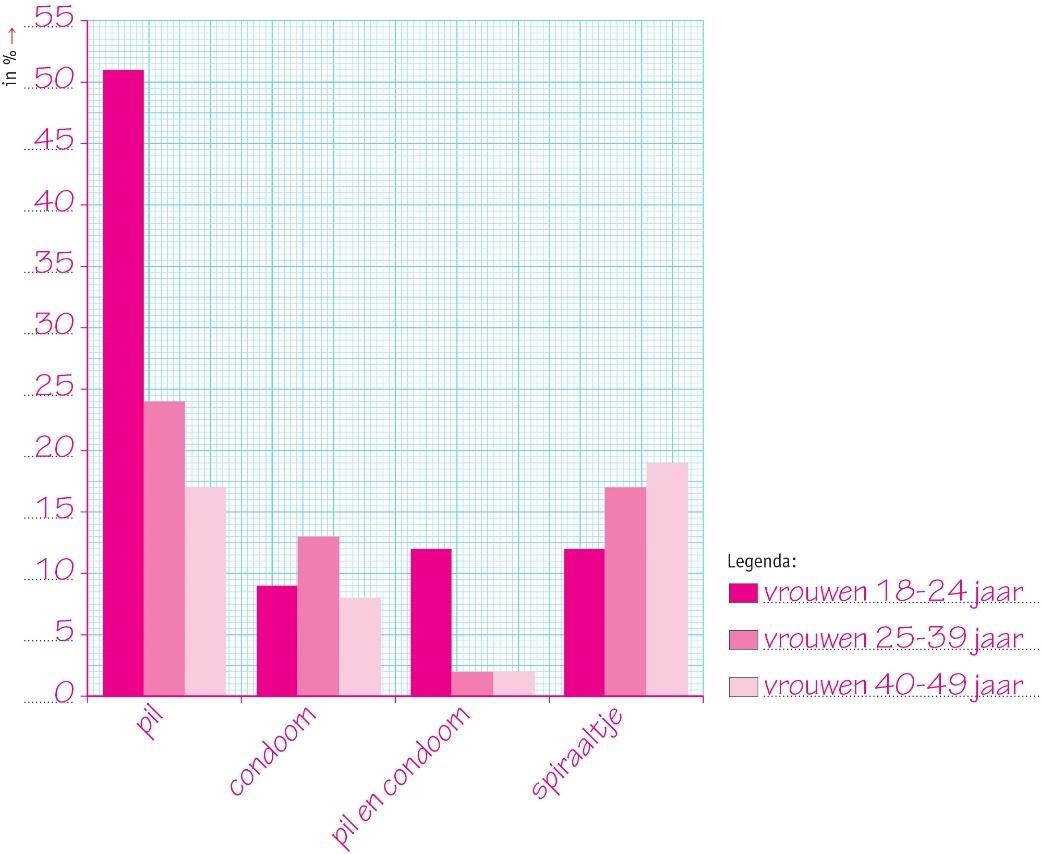 in % →
55
50
45
40
35
30
25
20
15
10
5
0
pil
condoom
pil en condoom
spiraaltje
Legenda:
vrouwen 18-24 jaar
vrouwen 25-39 jaar
vrouwen 40-49 jaar